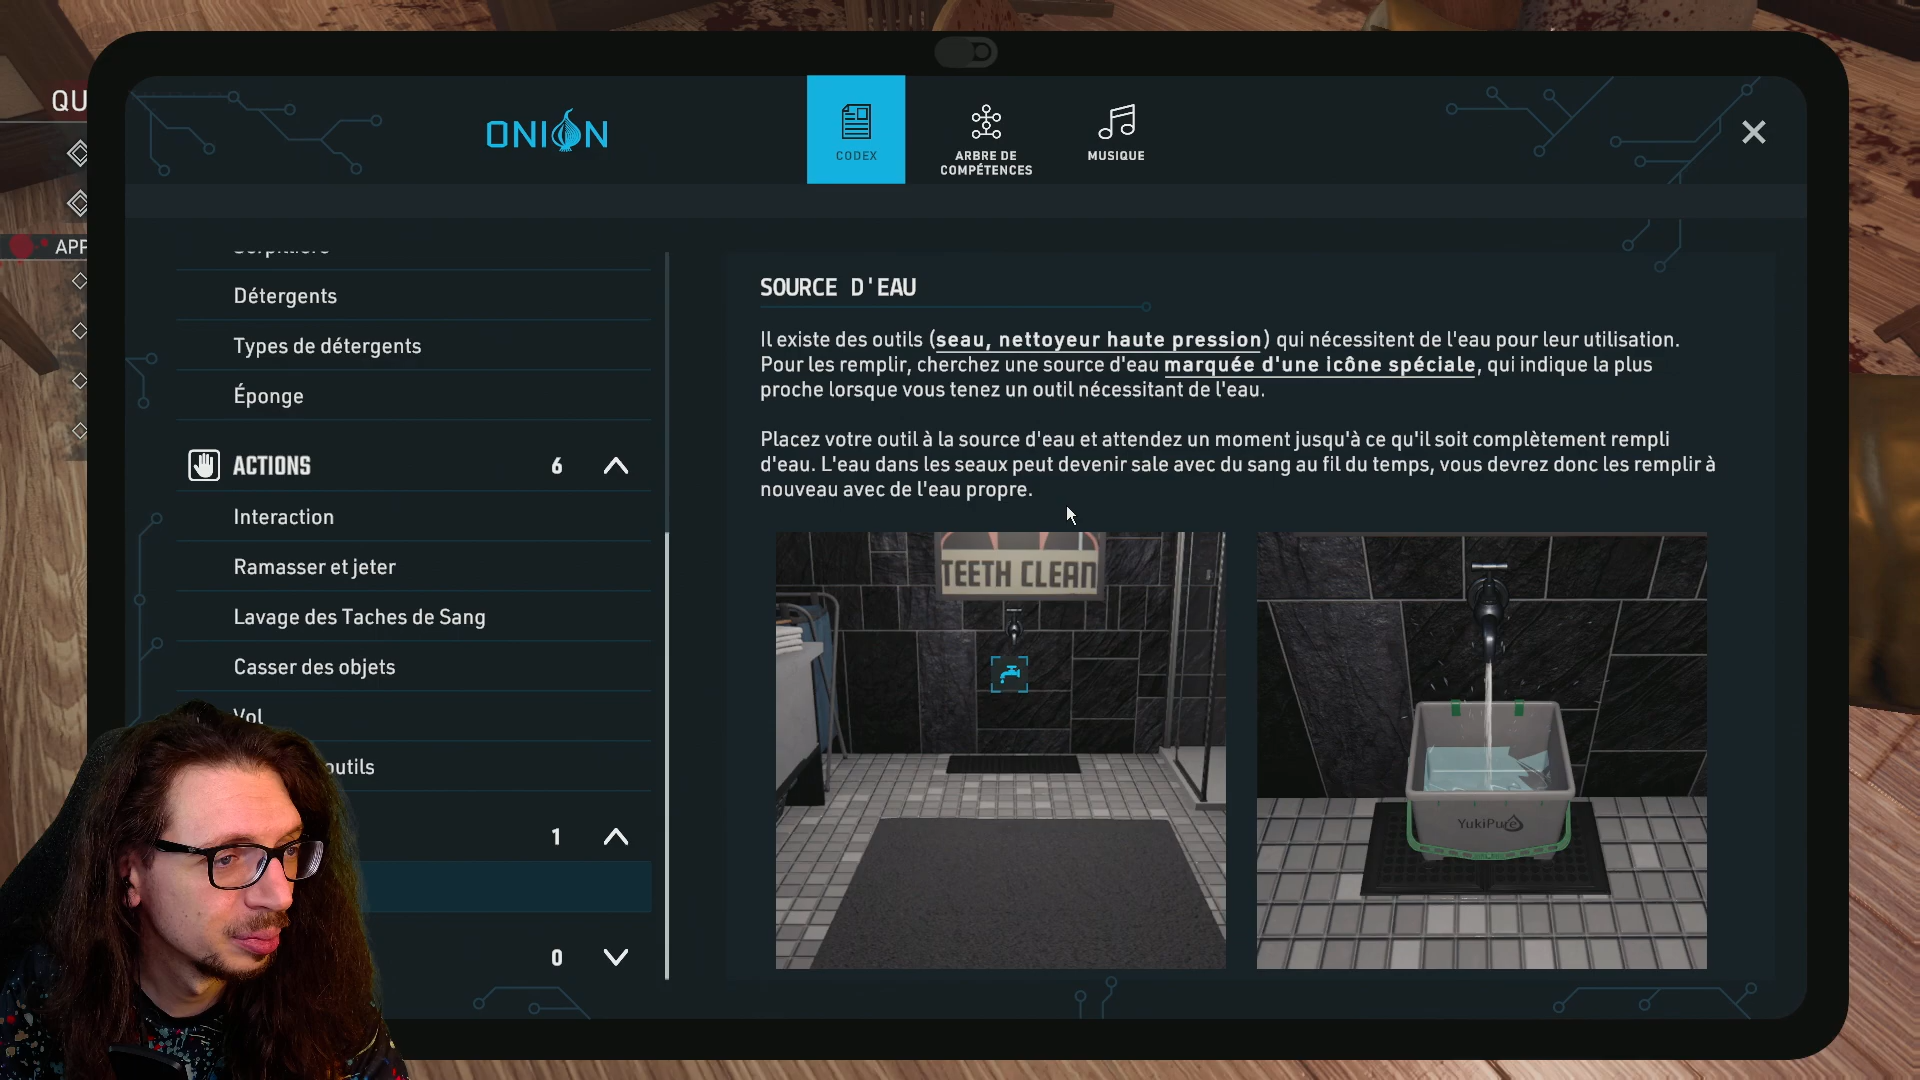 QU
APP
ONION
CODEX
ARBRE DE
COMPÉTENCES
MUSIQUE
Détergents
Types de détergents
Éponge
ACTIONS 6
Interaction
Ramasser et jeter
Lavage des Taches de Sang
Casser des objets
Vol
outils
1
0
SOURCE D'EAU
Il existe des outils (seau, nettoyeur haute pression) qui nécessitent de l'eau pour leur utilisation.
Pour les remplir, cherchez une source d'eau marquée d'une icône spéciale, qui indique la plus
proche lorsque vous tenez un outil nécessitant de l'eau.
Placez votre outil à la source d'eau et attendez un moment jusqu'à ce qu'il soit complètement rempli
d'eau. L'eau dans les seaux peut devenir sale avec du sang au fil du temps, vous devrez donc les remplir à
nouveau avec de l'eau propre.
TEETH CLEAN
YukiPure